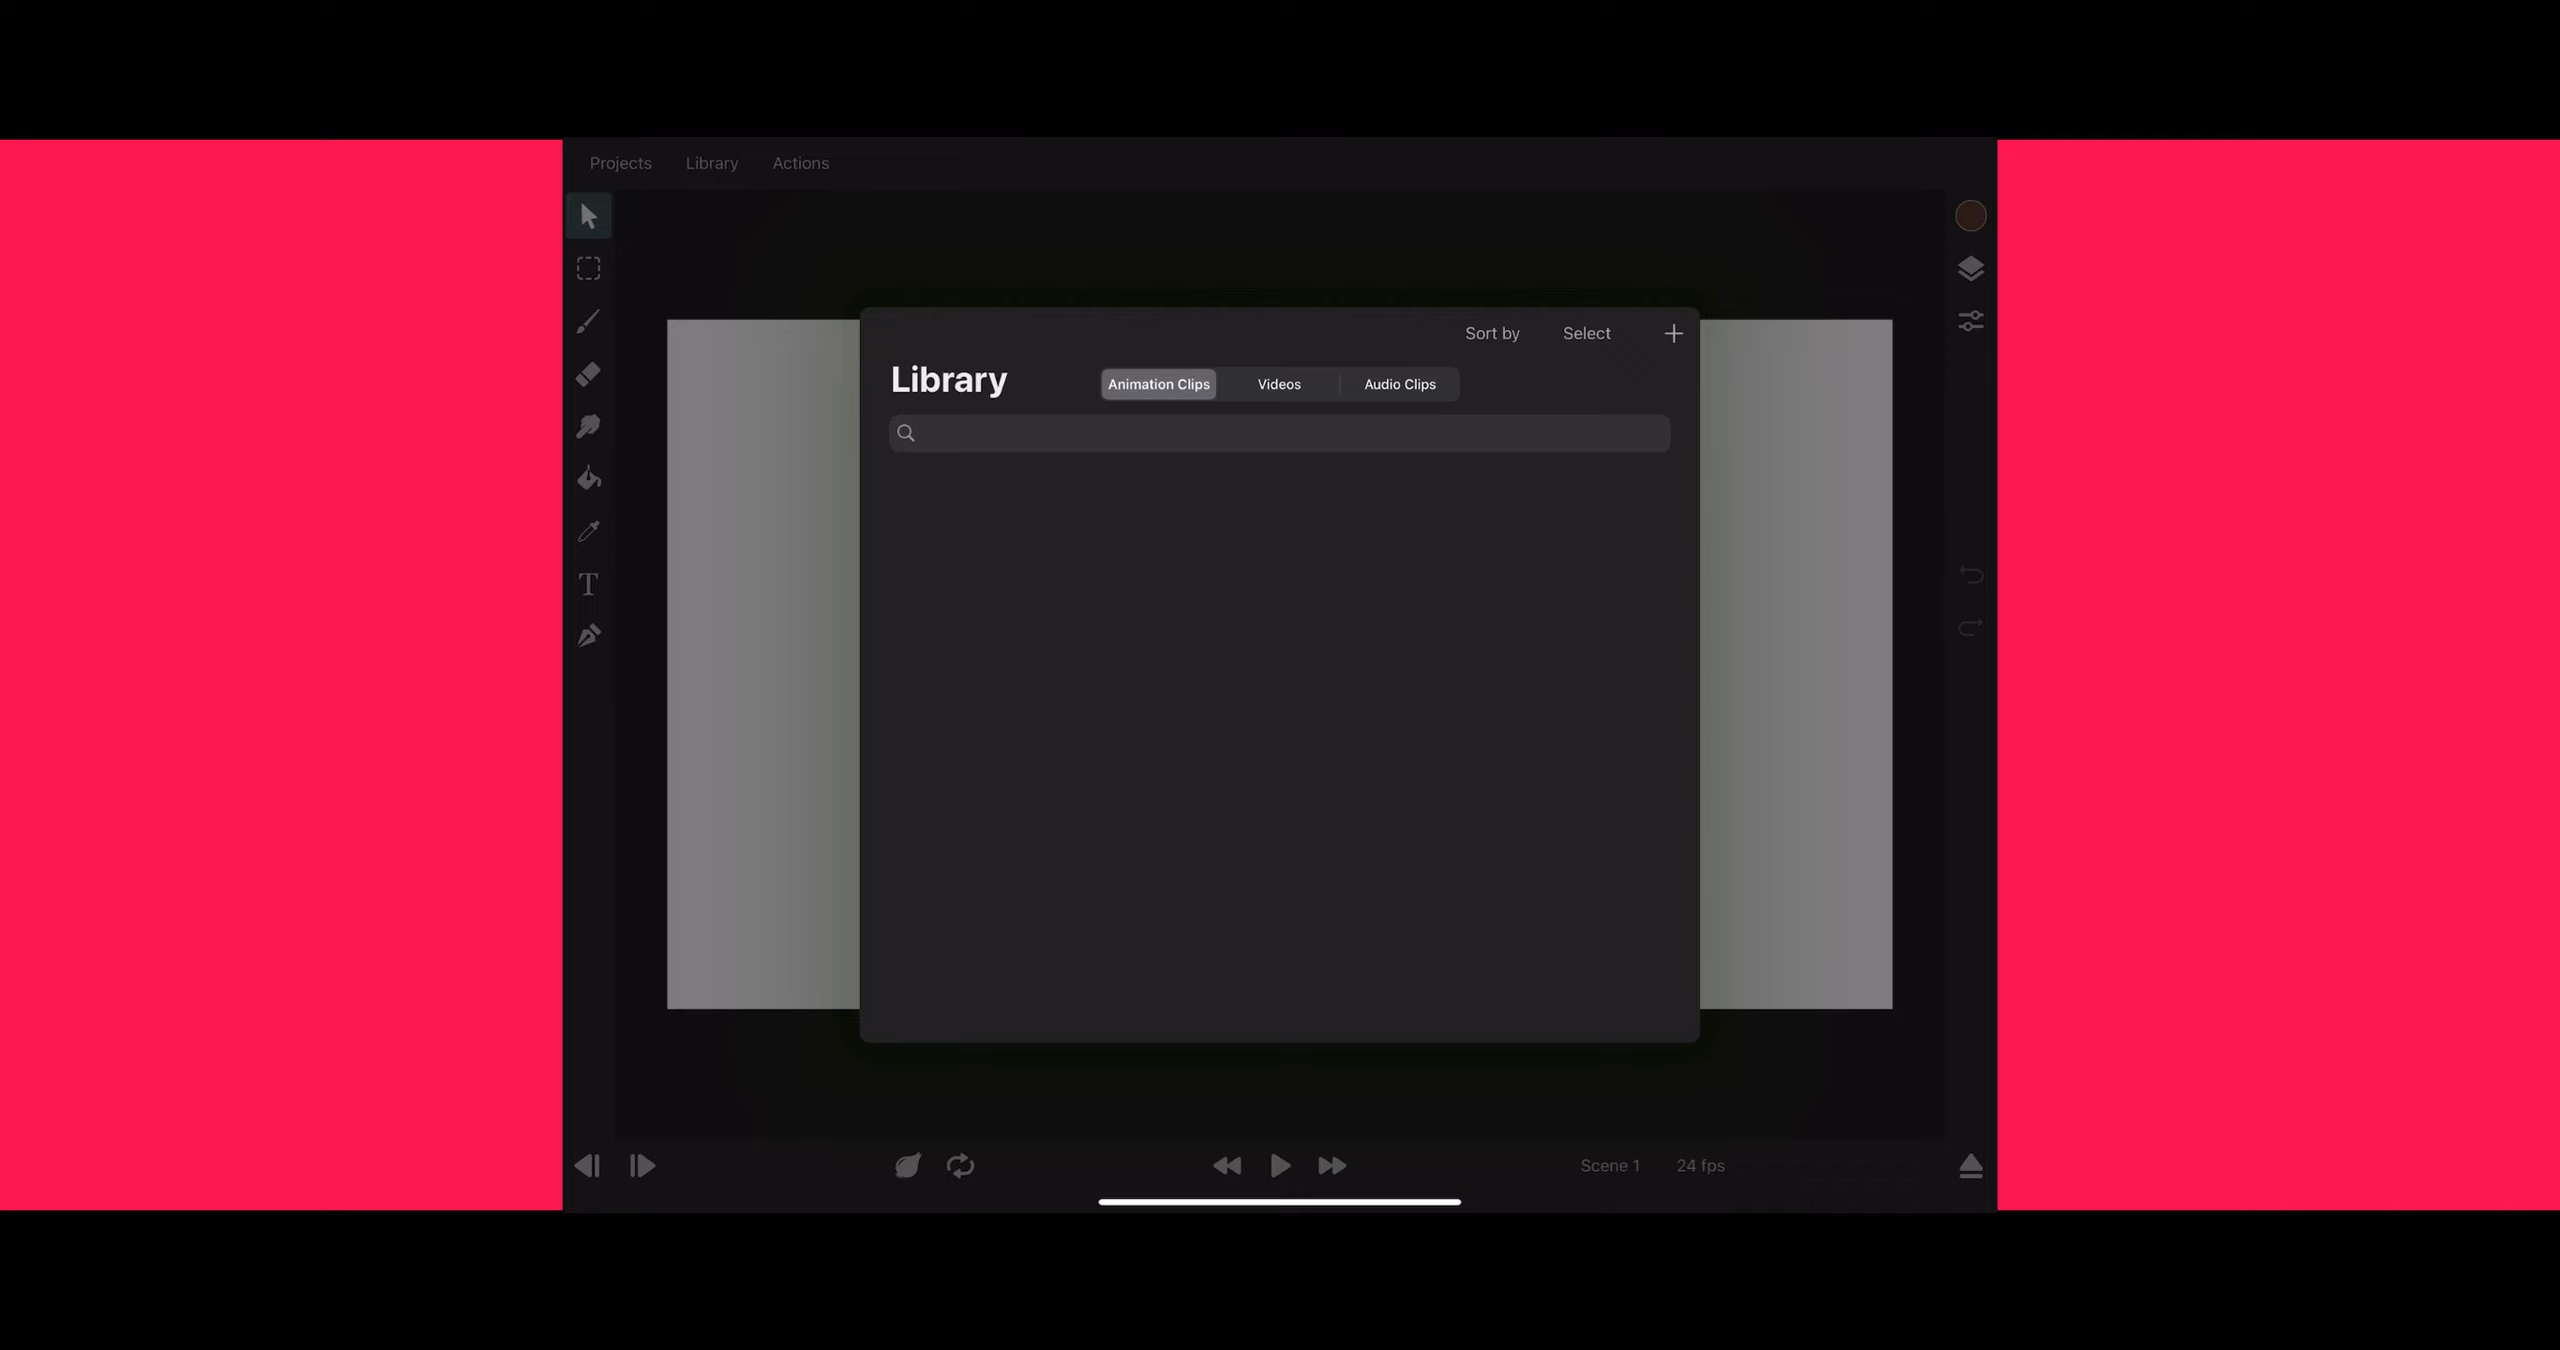 Projects Library Actions
Sort by Select
Library
Animation Clips Videos Audio Clips
T
Scene 1 24 fps